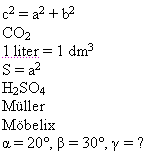 c² = a² + b²
CO₂
1 liter = 1 dm³
S = a²
H₂SO₄
Müller
Möbelix
α = 20°, β = 30°, γ = ?